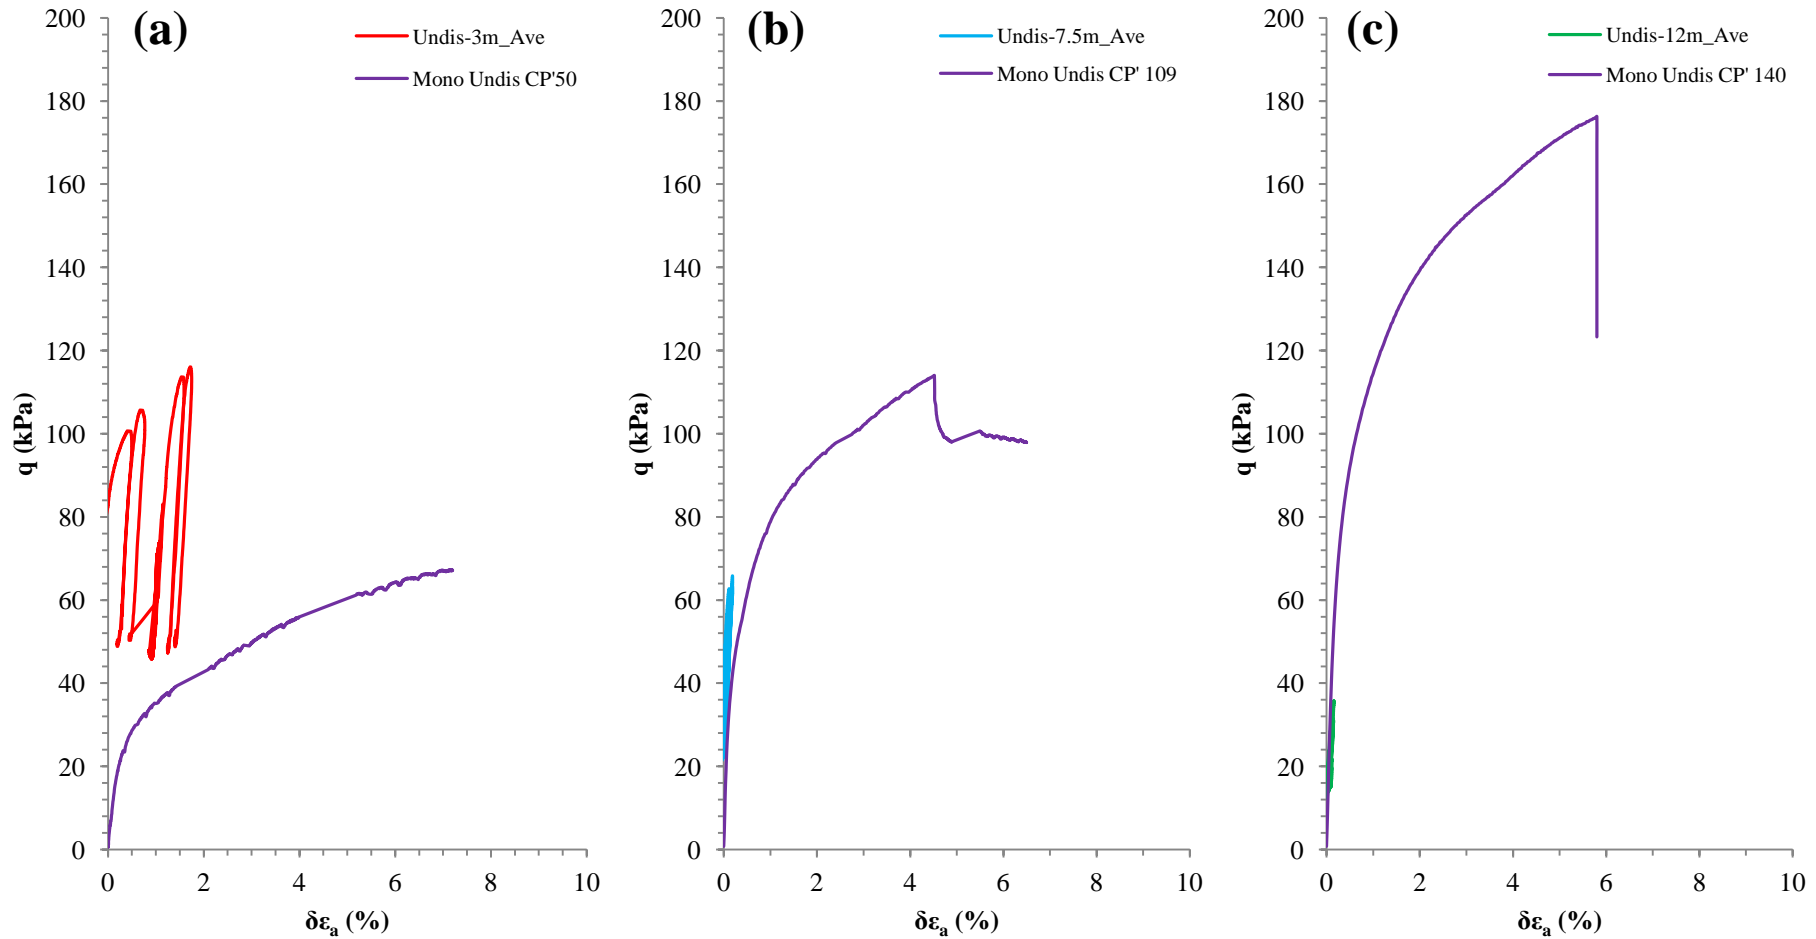 (a)
Undis-3m_Ave
Mono Undis CP'50
200
180
160
140
120
100
80
60
40
20
0
q (kPa)
0 2 4 6 8 10
δεa (%)
(b)
Undis-7.5m_Ave
Mono Undis CP' 109
200
180
160
140
120
100
80
60
40
20
0
q (kPa)
0 2 4 6 8 10
δεa (%)
(c)
Undis-12m_Ave
Mono Undis CP' 140
200
180
160
140
120
100
80
60
40
20
0
q (kPa)
0 2 4 6 8 10
δεa (%)